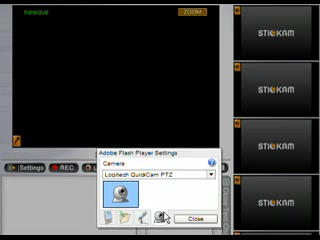 newave
ZOOM
STICKAM
STICKAM
STICKAM
STICKAM
Settings
REC
Adobe Flash Player Settings
Camera
?
Logitech QuickCam PTZ
Close